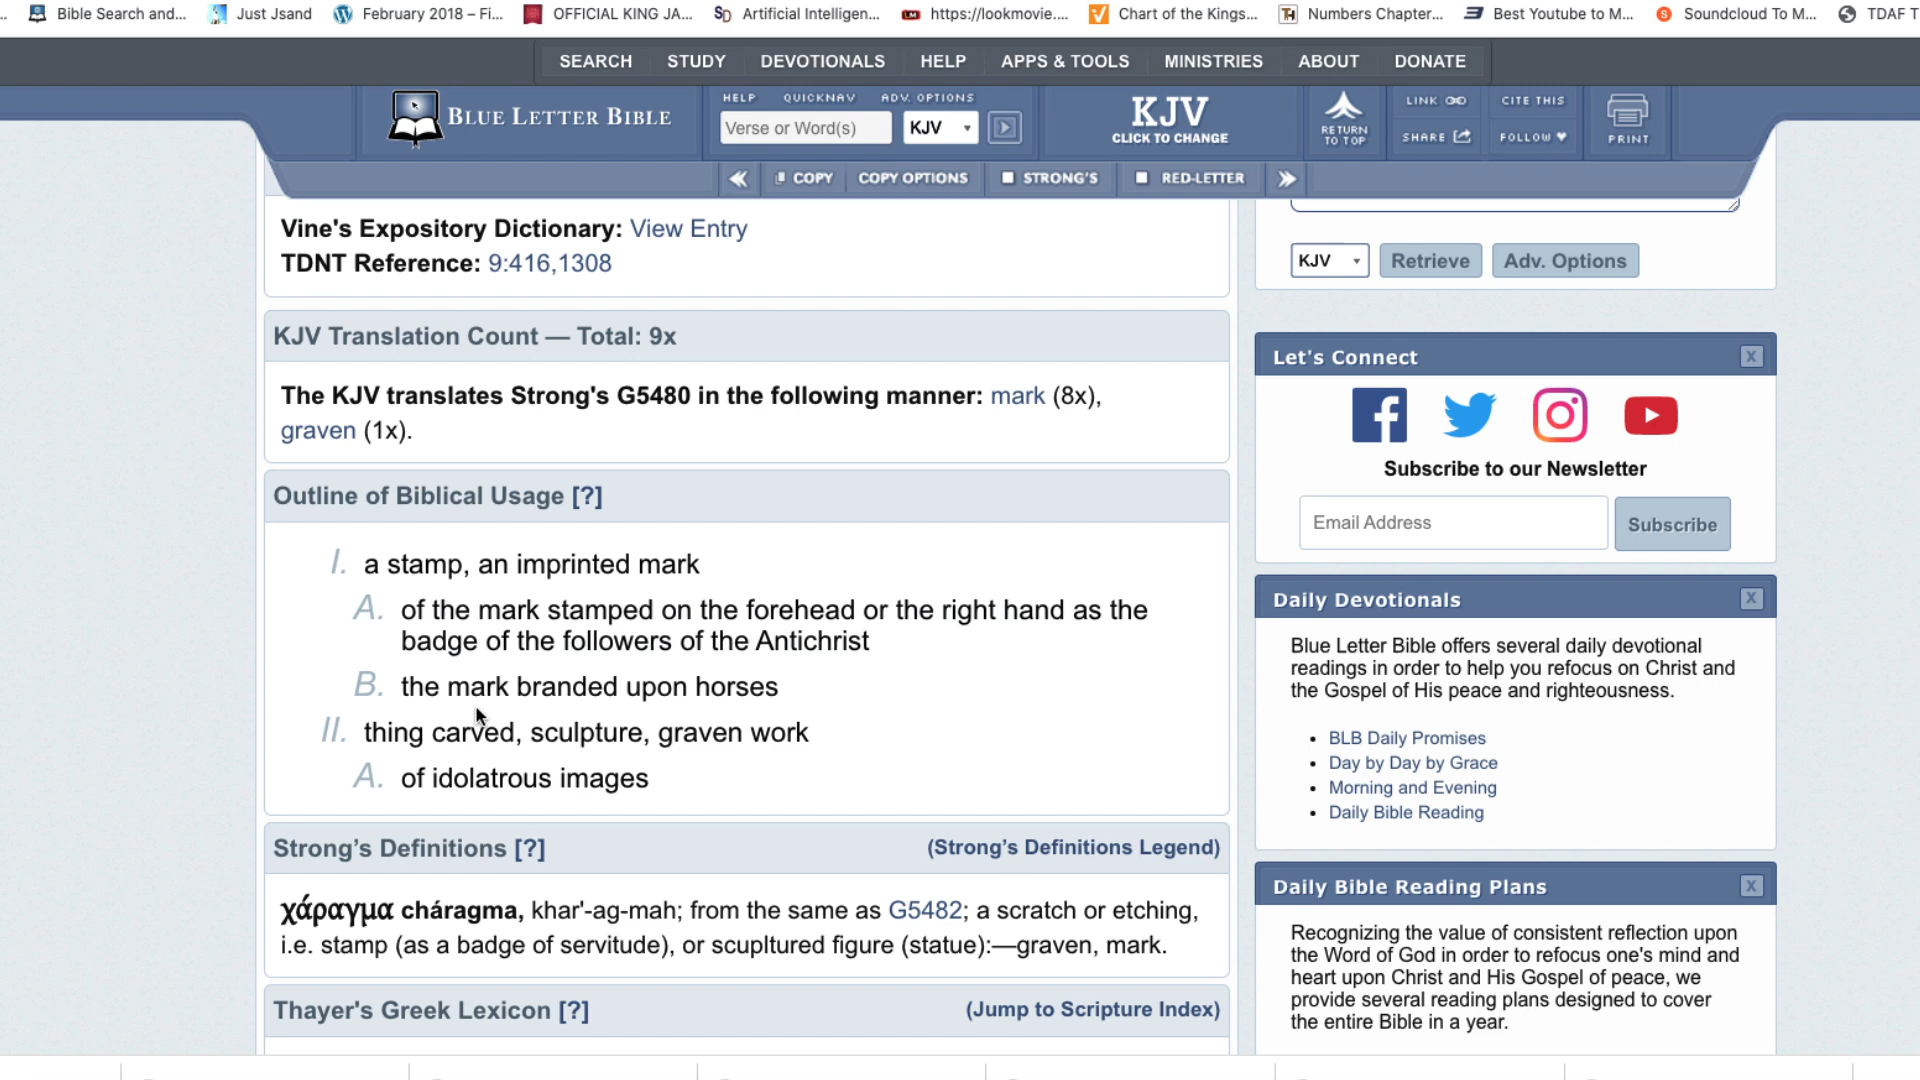 Bible Search and...
Just Jsand
February 2018 – Fi...
OFFICIAL KING JA...
Artificial Intelligen...
https://lookmovie....
Chart of the Kings...
Numbers Chapter...
Best Youtube to M...
Soundcloud To M...
TDAF T
SEARCH STUDY DEVOTIONALS HELP APPS & TOOLS MINISTRIES ABOUT DONATE
BLUE LETTER BIBLE
HELP QUICKNAV ADV. OPTIONS
Verse or Word(s) KJV
KJV
CLICK TO CHANGE
RETURN
TO TOP
LINK
CITE THIS
SHARE
FOLLOW
PRINT
COPY COPY OPTIONS STRONG'S RED-LETTER
Vine's Expository Dictionary: View Entry
TDNT Reference: 9:416,1308
KJV Translation Count — Total: 9x
The KJV translates Strong's G5480 in the following manner: mark (8x),
graven (1x).
Outline of Biblical Usage [?]
I. a stamp, an imprinted mark
A. of the mark stamped on the forehead or the right hand as the
badge of the followers of the Antichrist
B. the mark branded upon horses
II. thing carved, sculpture, graven work
A. of idolatrous images
Strong’s Definitions [?] (Strong’s Definitions Legend)
χάραγμα cháragma, khar'-ag-mah; from the same as G5482; a scratch or etching,
i.e. stamp (as a badge of servitude), or scupltured figure (statue):—graven, mark.
Thayer's Greek Lexicon [?] (Jump to Scripture Index)
KJV Retrieve Adv. Options
Let's Connect X
Subscribe to our Newsletter
Email Address Subscribe
Daily Devotionals X
Blue Letter Bible offers several daily devotional
readings in order to help you refocus on Christ and
the Gospel of His peace and righteousness.
• BLB Daily Promises
• Day by Day by Grace
• Morning and Evening
• Daily Bible Reading
Daily Bible Reading Plans X
Recognizing the value of consistent reflection upon
the Word of God in order to refocus one's mind and
heart upon Christ and His Gospel of peace, we
provide several reading plans designed to cover
the entire Bible in a year.